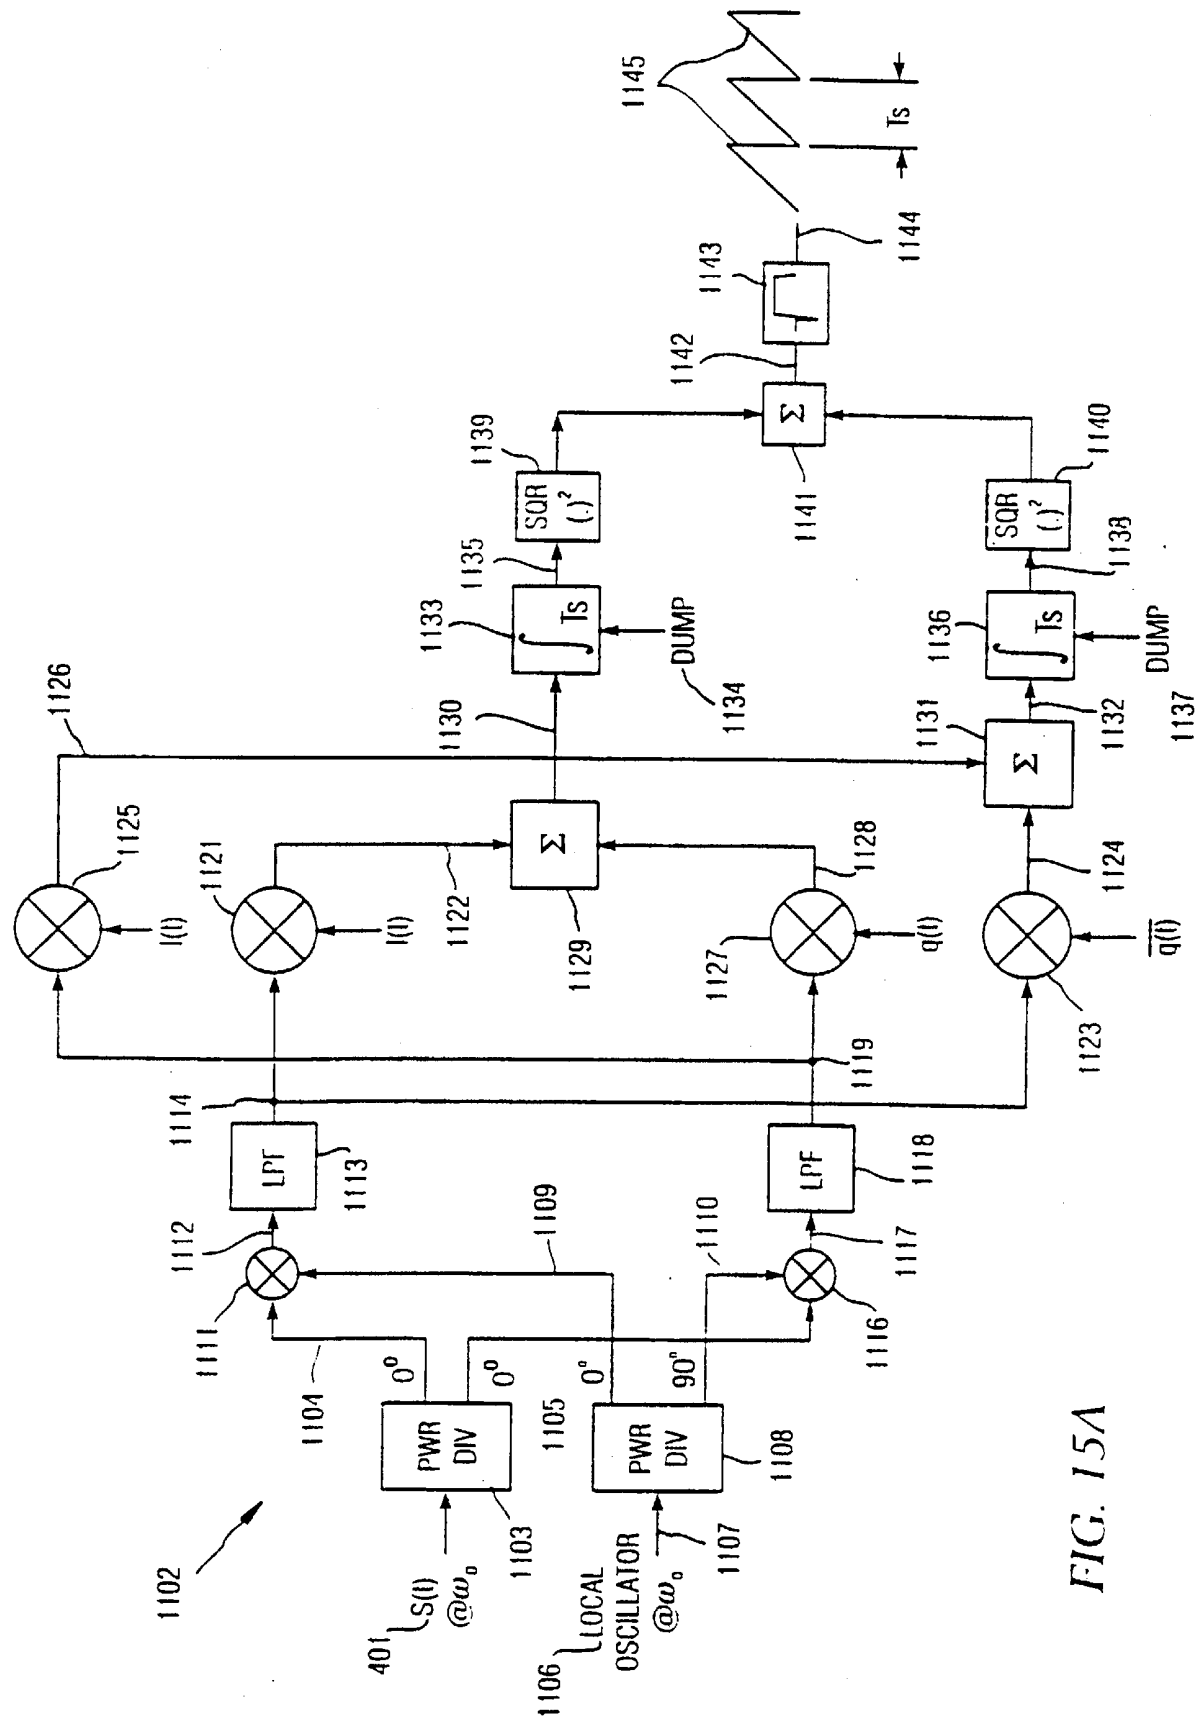 1102
401
S(t)
@ω₀
1103
PWR
DIV
0⁰
0⁰
1104
1105
1106
LOCAL
OSCILLATOR
@ω₀
1107
PWR
DIV
1108
0"
90"
1109
1110
1111
1112
LPF
1113
1114
1116
1117
LPF
1118
1119
1125
I(t)
1126
1121
I(t)
1122
Σ
1129
1127
q(t)
1128
1123
q(t)
1124
1130
Σ
1131
1132
1133
∫ Ts
DUMP
1134
1135
1136
∫ Ts
DUMP
1137
1138
SQR
(.)²
1139
SQR
(.)²
1140
Σ
1141
1142
1143
1144
1145
Ts
FIG. 15A